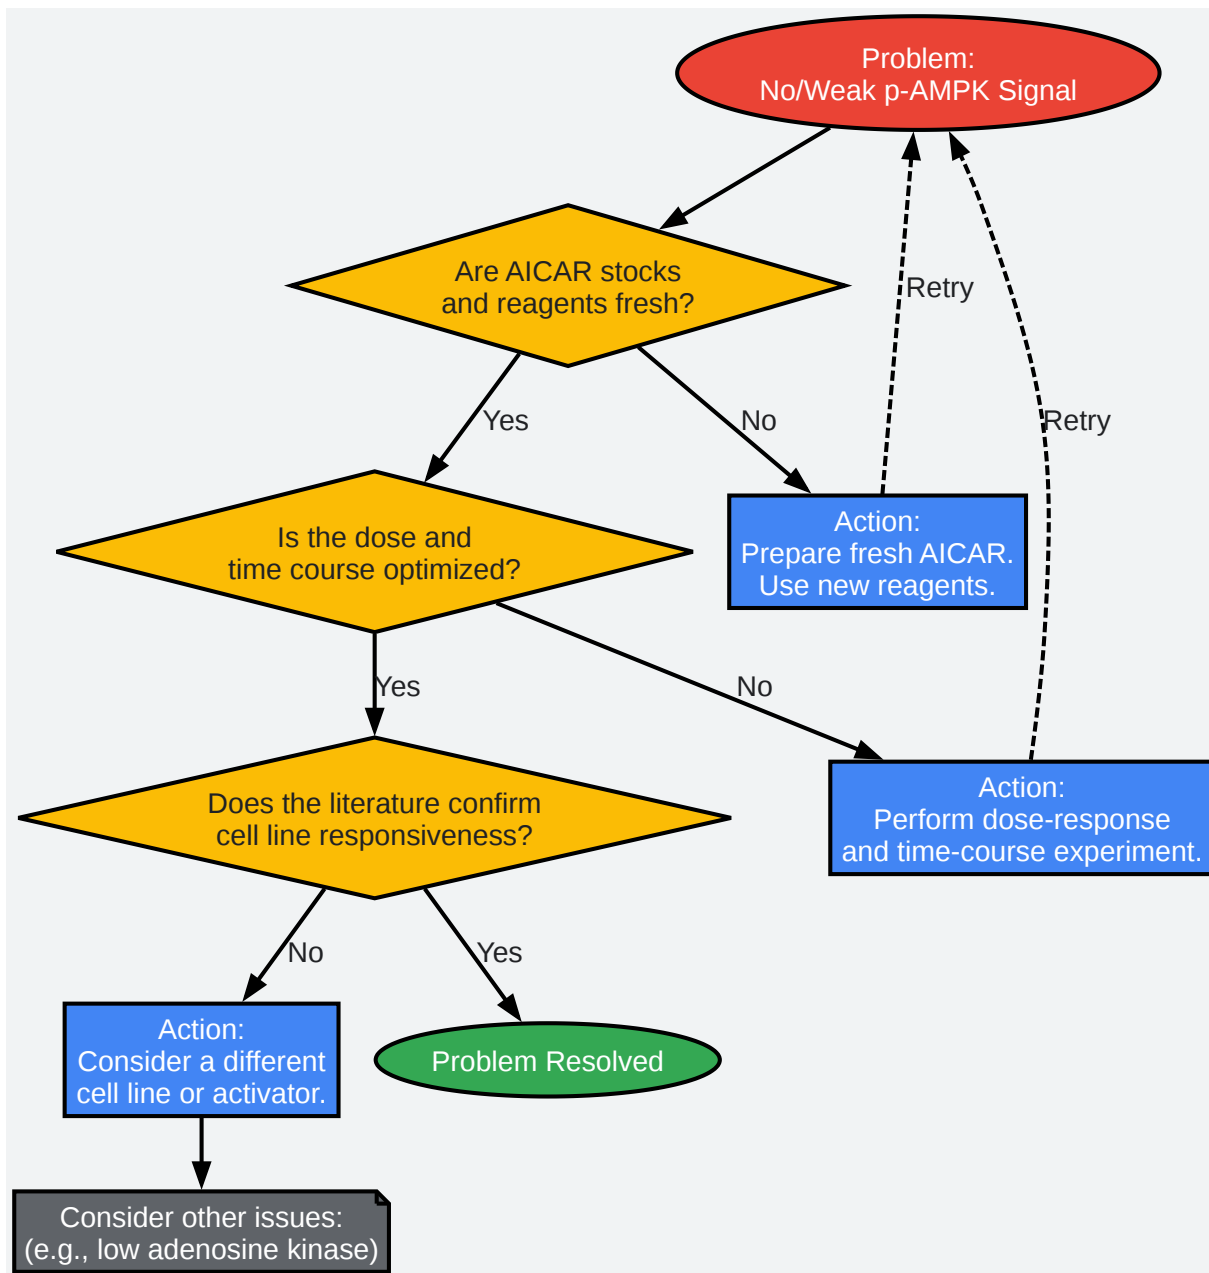 Problem:
No/Weak p-AMPK Signal
Are AICAR stocks
and reagents fresh?
Retry
Yes
No
Retry
Is the dose and
time course optimized?
Action:
Prepare fresh AICAR.
Use new reagents.
Yes
No
Does the literature confirm
cell line responsiveness?
Action:
Perform dose-response
and time-course experiment.
No
Yes
Action:
Consider a different
cell line or activator.
Problem Resolved
Consider other issues:
(e.g., low adenosine kinase)